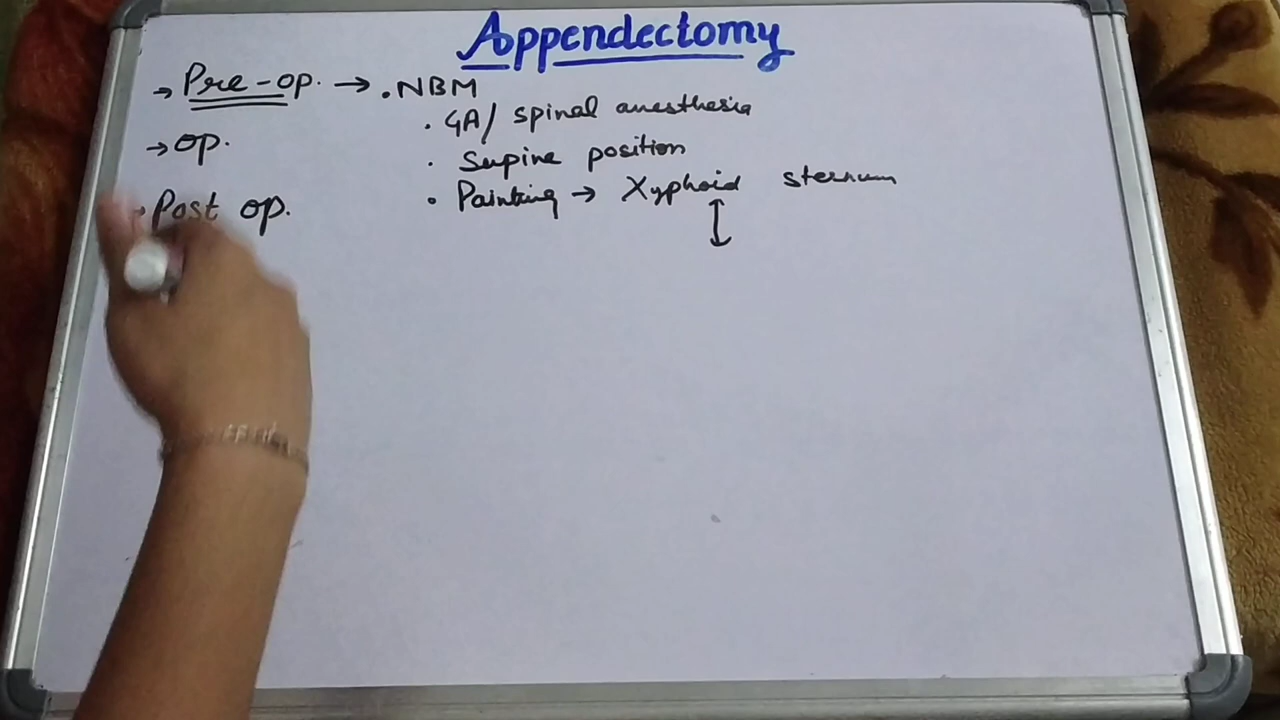 Appendectomy
→ Pre-op. → . NBM
. GA/ spinal anesthesia
→ Op.
. Supine position
. Painting → Xyphoid sternum
→ Post op.